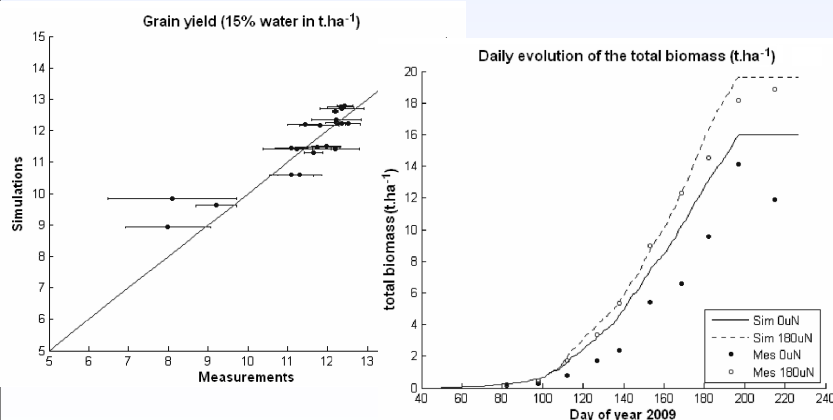 Grain yield (15% water in t.ha-1)
15
14
13
12
11
10
9
8
7
6
5
Simulations
5 6 7 8 9 10 11 12 13
Measurements
Daily evolution of the total biomass (t.ha-1)
20
18
16
14
12
10
8
6
4
2
0
total biomass (t.ha-1)
40 60 80 100 120 140 160 180 200 220 240
Day of year 2009
Sim 0uN
Sim 180uN
Mes 0uN
Mes 180uN